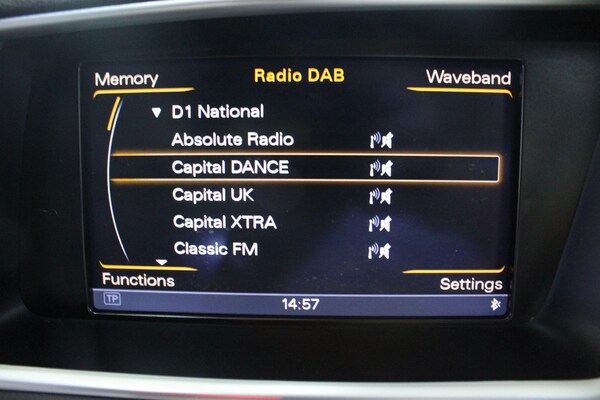 Memory Radio DAB Waveband
D1 National
Absolute Radio
Capital DANCE
Capital UK
Capital XTRA
Classic FM
Functions Settings
TP 14:57